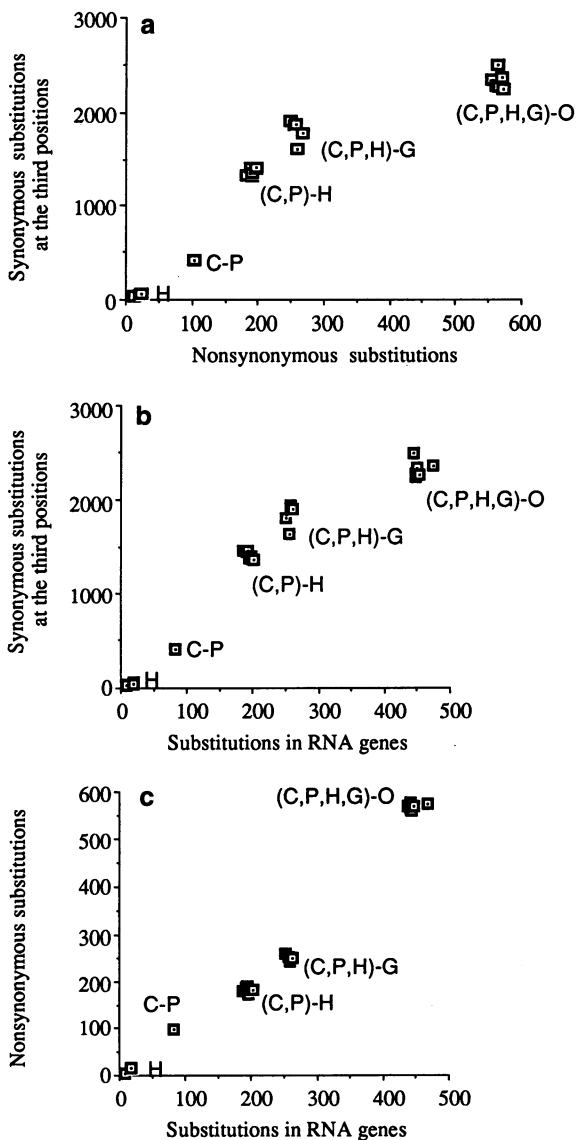 a
3000
2000
1000
0
Synonymous substitutions
at the third positions
(C,P,H,G)-O
(C,P,H)-G
(C,P)-H
C-P
H
0 100 200 300 400 500 600
Nonsynonymous substitutions
b
3000
2000
1000
0
Synonymous substitutions
at the third positions
(C,P,H,G)-O
(C,P,H)-G
(C,P)-H
C-P
H
0 100 200 300 400 500
Substitutions in RNA genes
c
600
500
400
300
200
100
0
Nonsynonymous substitutions
(C,P,H,G)-O
(C,P,H)-G
C-P
(C,P)-H
H
0 100 200 300 400 500
Substitutions in RNA genes